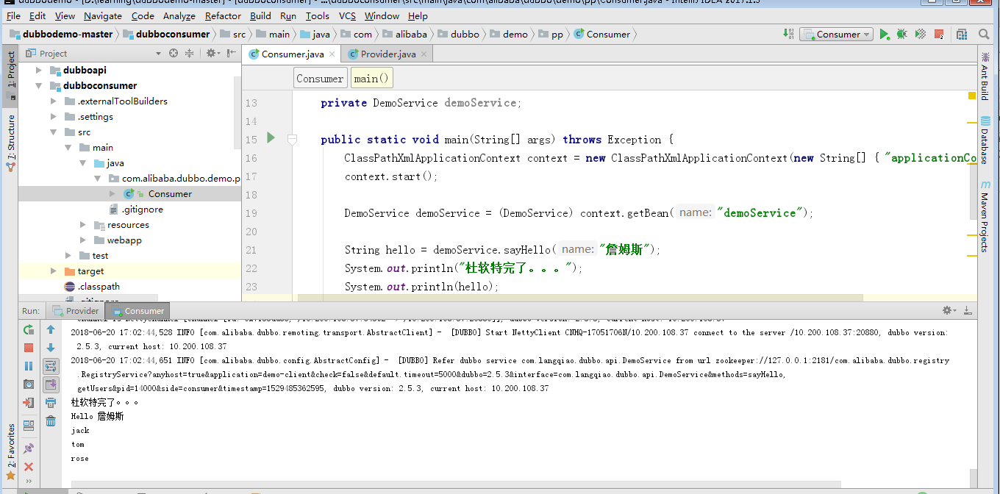 dubbodemo-master] - [dubboconsumer] - ...\dubboconsumer\src\main\java\com\alibaba\dubbo\demo\pp\Consumer.java - IntelliJ IDEA 2017.1.5
File Edit View Navigate Code Analyze Refactor Build Run Tools VCS Window Help
dubbodemo-master dubboconsumer src main java com alibaba dubbo demo pp Consumer Consumer
Project Consumer.java Provider.java
Consumer main()
1: Project
7: Structure
2: Favorites
Ant Build
Database
Maven Projects
dubboapi
dubboconsumer
.externalToolBuilders
.settings
src
main
java
com.alibaba.dubbo.demo.p
Consumer
.gitignore
resources
webapp
test
target
.classpath
.gitignore
13 private DemoService demoService;
14
15 public static void main(String[] args) throws Exception {
16 ClassPathXmlApplicationContext context = new ClassPathXmlApplicationContext(new String[] { "applicationCo
17 context.start();
18
19 DemoService demoService = (DemoService) context.getBean( name: "demoService");
20
21 String hello = demoService.sayHello( name: "詹姆斯");
22 System.out.println("杜软特完了。。。");
23 System.out.println(hello);
Run: Provider Consumer
2018-06-20 17:02:44,528 INFO [com.alibaba.dubbo.remoting.transport.AbstractClient] - [DUBBO] Start NettyClient CNHQ-17051706N/10.200.108.37 connect to the server /10.200.108.37:20880, dubbo version:
2.5.3, current host: 10.200.108.37
2018-06-20 17:02:44,651 INFO [com.alibaba.dubbo.config.AbstractConfig] - [DUBBO] Refer dubbo service com.langqiao.dubbo.api.DemoService from url zookeeper://127.0.0.1:2181/com.alibaba.dubbo.registry
.RegistryService?anyhost=true&application=demo-client&check=false&default.timeout=5000&dubbo=2.5.3&interface=com.langqiao.dubbo.api.DemoService&methods=sayHello,
getUsers&pid=14000&side=consumer&timestamp=1529485362595, dubbo version: 2.5.3, current host: 10.200.108.37
杜软特完了。。。
Hello 詹姆斯
jack
tom
rose